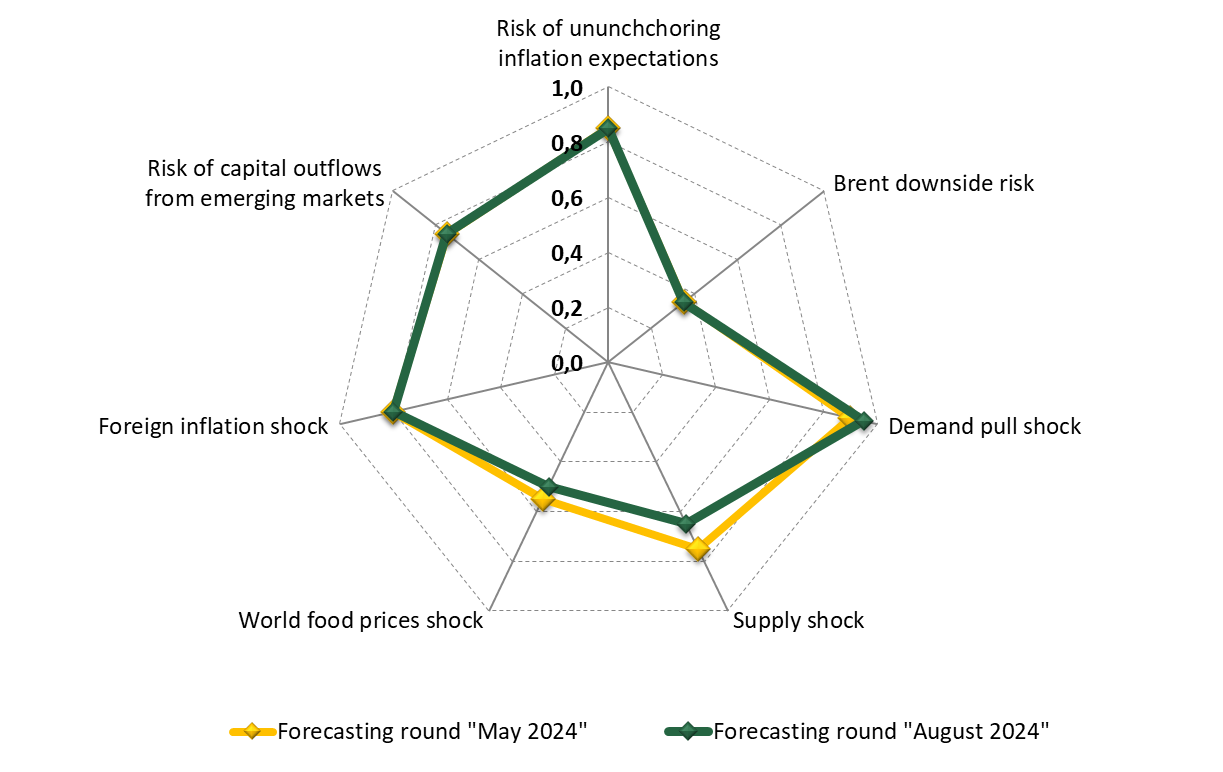 Risk of ununchchoring
inflation expectations
1,0
Risk of capital outflows
from emerging markets
0,8
Brent downside risk
0,6
0,4
0,2
0,0
Foreign inflation shock
Demand pull shock
World food prices shock
Supply shock
Forecasting round "May 2024"
Forecasting round "August 2024"